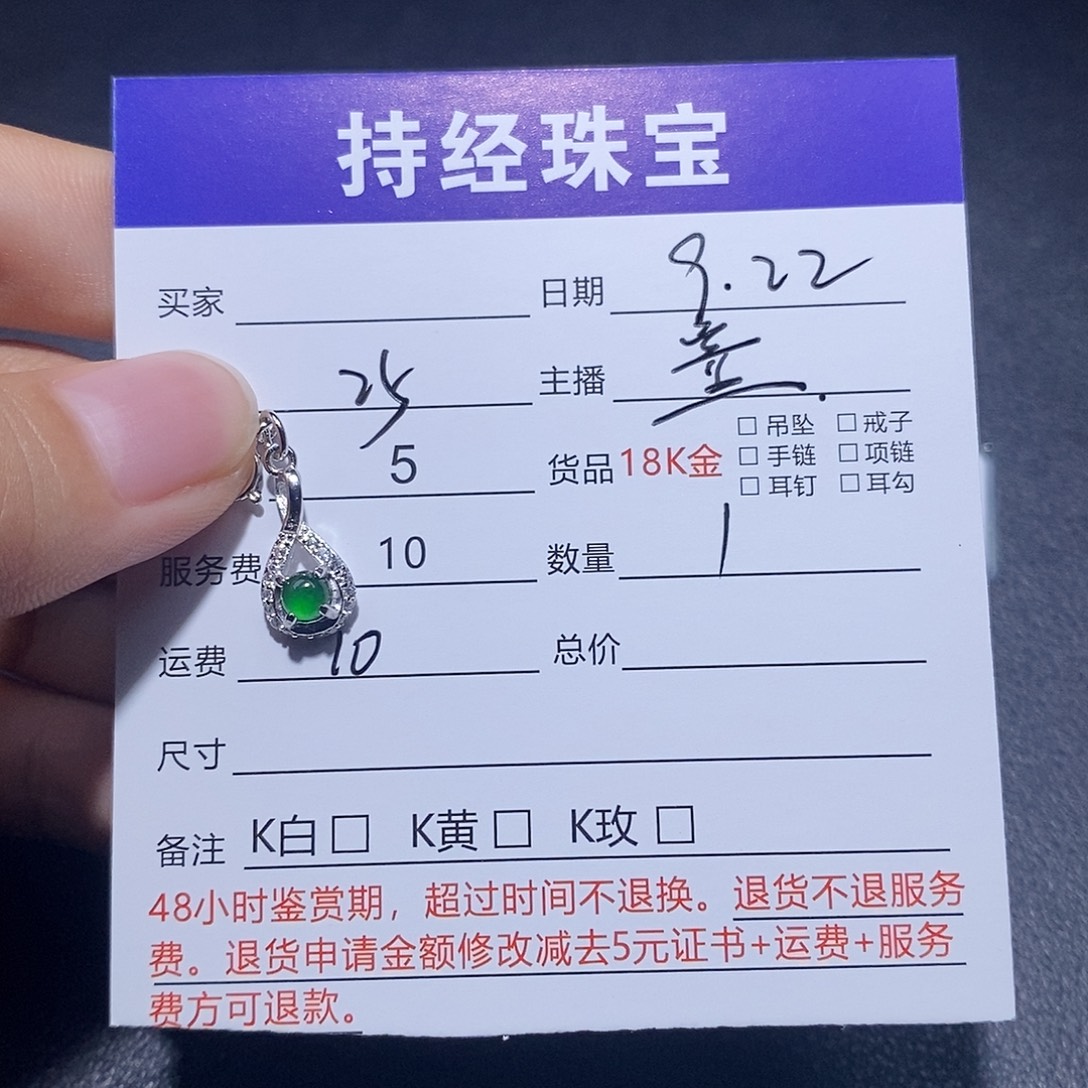 持经珠宝
买家 日期 9.22
25 主播
5 货品 18K金 □ 吊坠 □ 戒子
□ 手链 □ 项链
□ 耳钉 □ 耳勾
服务费 10 数量 1
运费 10 总价
尺寸
备注 K白 □ K黄 □ K玫 □
48小时鉴赏期，超过时间不退换。退货不退服务
费。退货申请金额修改减去5元证书+运费+服务
费方可退款。